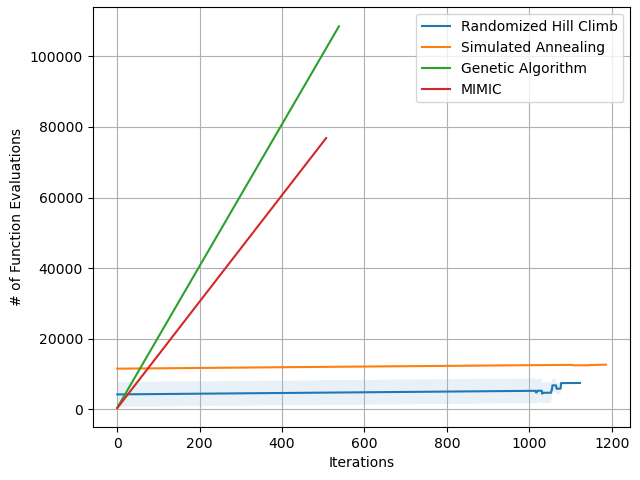 Randomized Hill Climb
Simulated Annealing
Genetic Algorithm
MIMIC
100000
80000
60000
40000
20000
0
# of Function Evaluations
0 200 400 600 800 1000 1200
Iterations